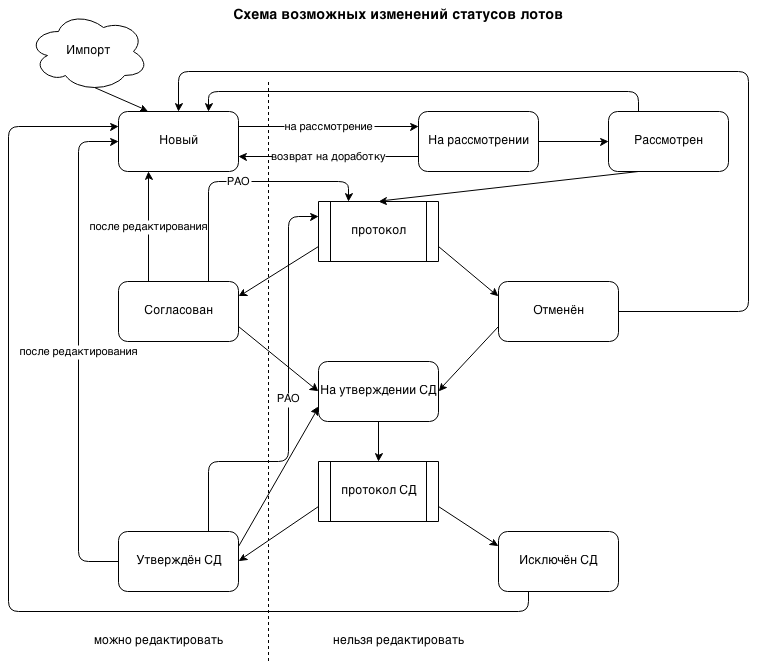 Схема возможных изменений статусов лотов
Импорт
Новый
на рассмотрение
возврат на доработку
На рассмотрении
Рассмотрен
РАО
после редактирования
протокол
Согласован
Отменён
после редактирования
На утверждении СД
РАО
протокол СД
Утверждён СД
Исключён СД
можно редактировать
нельзя редактировать